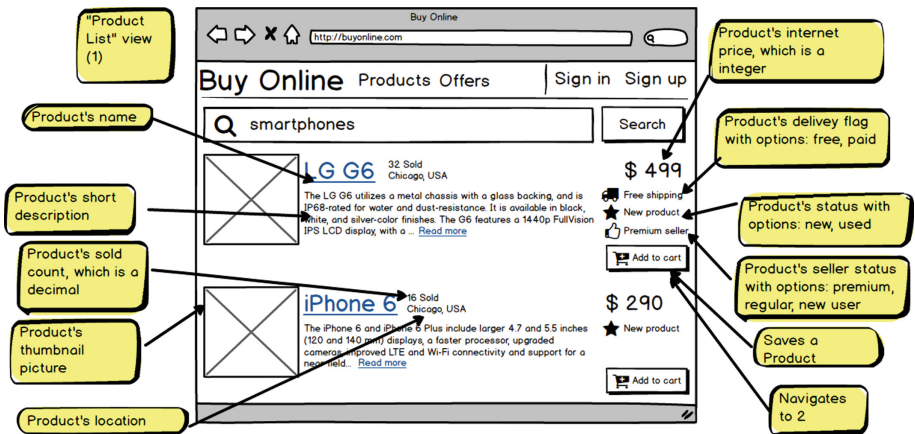 Buy Online
http://buyonline.com
"Product
List" view
(1)
Product's internet
price, which is a
integer
Buy Online
Products Offers
Sign in
Sign up
Product's name
smartphones
Search
Product's delivey flag
with options: free, paid
LG G6
32 Sold
Chicago, USA
$ 499
The LG G6 utilizes a metal chassis with a glass backing, and is
IP68-rated for water and dust-resistance. It is available in black,
white, and silver-color finishes. The G6 features a 1440p FullVision
IPS LCD display, with a ... Read more
Free shipping
New product
Premium seller
Add to cart
Product's short
description
Product's status with
options: new, used
Product's sold
count, which is a
decimal
Product's seller status
with options: premium,
regular, new user
iPhone 6
16 Sold
Chicago, USA
$ 290
The iPhone 6 and iPhone 6 Plus include larger 4.7 and 5.5 inches
(120 and 140 mm) displays, a faster processor, upgraded
cameras, improved LTE and Wi-Fi connectivity and support for a
near field... Read more
New product
Add to cart
Product's
thumbnail
picture
Saves a
Product
Product's location
Navigates
to 2